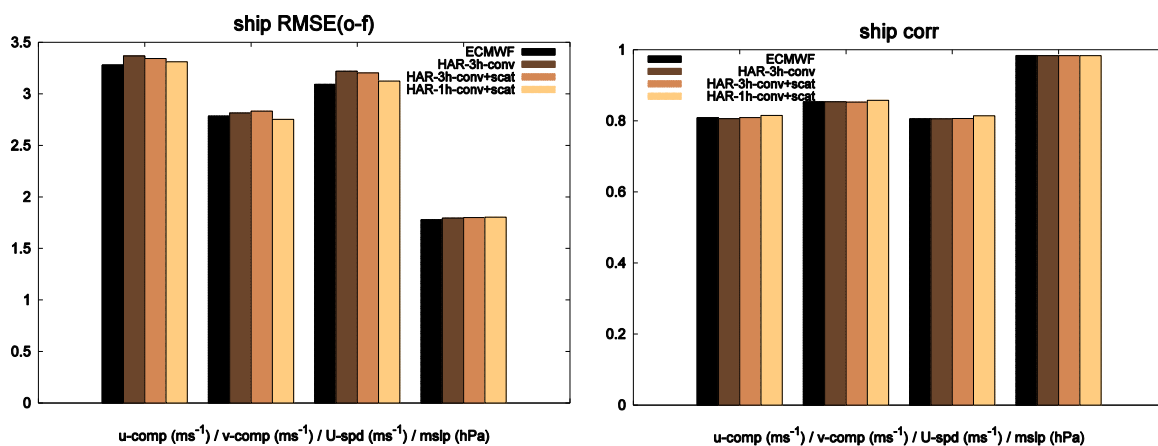 ship RMSE(o-f)
3.5
3
2.5
2
1.5
1
0.5
0
ECMWF
HAR-3h-conv
HAR-3h-conv+scat
HAR-1h-conv+scat
u-comp (ms⁻¹) / v-comp (ms⁻¹) / U-spd (ms⁻¹) / mslp (hPa)
ship corr
1
0.8
0.6
0.4
0.2
0
ECMWF
HAR-3h-conv
HAR-3h-conv+scat
HAR-1h-conv+scat
u-comp (ms⁻¹) / v-comp (ms⁻¹) / U-spd (ms⁻¹) / mslp (hPa)